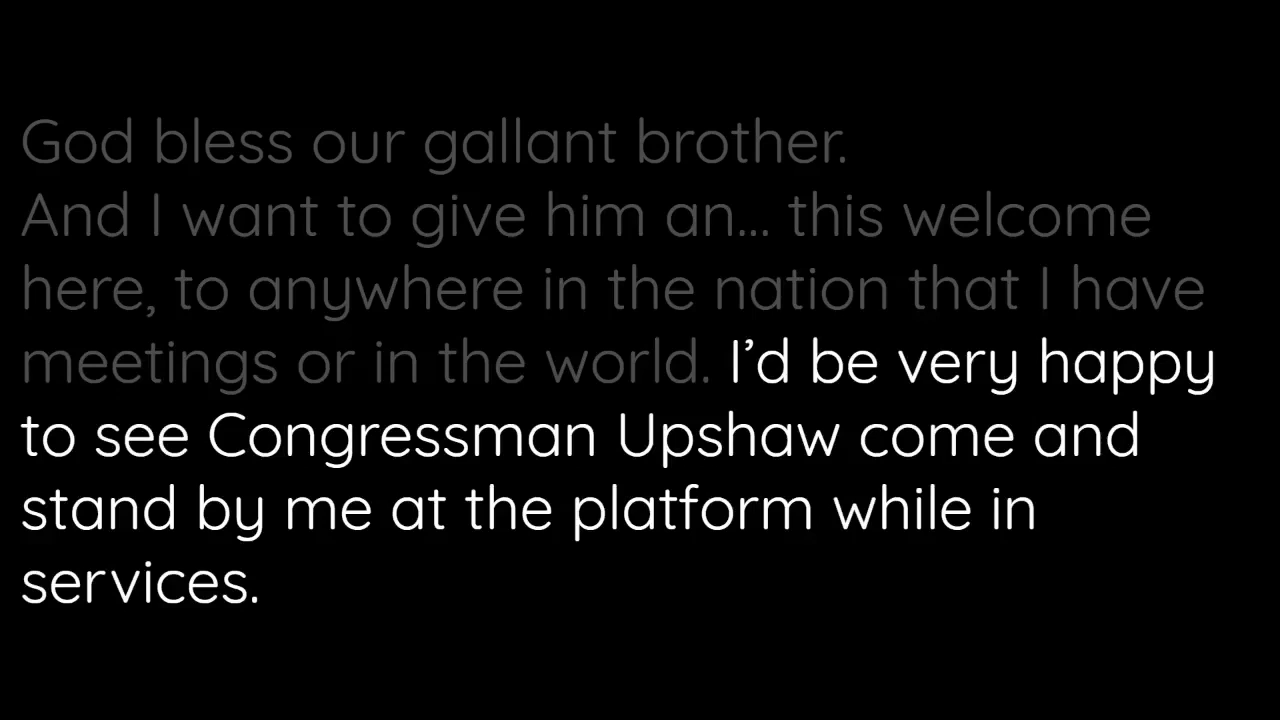 God bless our gallant brother.
And I want to give him an... this welcome
here, to anywhere in the nation that I have
meetings or in the world. I’d be very happy
to see Congressman Upshaw come and
stand by me at the platform while in
services.